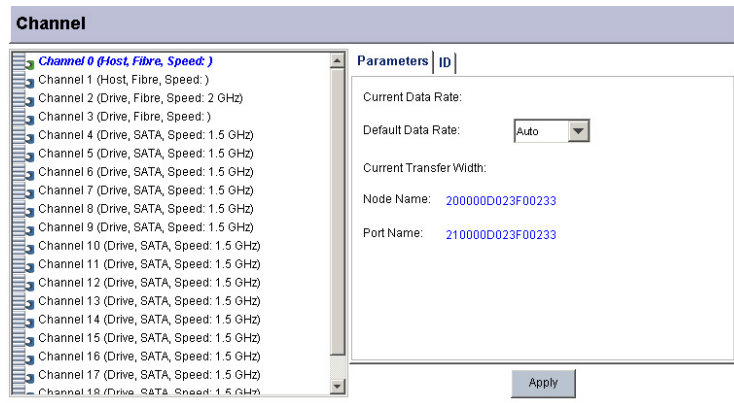 Channel
Channel 0 (Host, Fibre, Speed: )
Channel 1 (Host, Fibre, Speed: )
Channel 2 (Drive, Fibre, Speed: 2 GHz)
Channel 3 (Drive, Fibre, Speed: )
Channel 4 (Drive, SATA, Speed: 1.5 GHz)
Channel 5 (Drive, SATA, Speed: 1.5 GHz)
Channel 6 (Drive, SATA, Speed: 1.5 GHz)
Channel 7 (Drive, SATA, Speed: 1.5 GHz)
Channel 8 (Drive, SATA, Speed: 1.5 GHz)
Channel 9 (Drive, SATA, Speed: 1.5 GHz)
Channel 10 (Drive, SATA, Speed: 1.5 GHz)
Channel 11 (Drive, SATA, Speed: 1.5 GHz)
Channel 12 (Drive, SATA, Speed: 1.5 GHz)
Channel 13 (Drive, SATA, Speed: 1.5 GHz)
Channel 14 (Drive, SATA, Speed: 1.5 GHz)
Channel 15 (Drive, SATA, Speed: 1.5 GHz)
Channel 16 (Drive, SATA, Speed: 1.5 GHz)
Channel 17 (Drive, SATA, Speed: 1.5 GHz)
Channel 18 (Drive, SATA, Speed: 1.5 GHz)
Parameters ID
Current Data Rate:
Default Data Rate: Auto
Current Transfer Width:
Node Name: 200000D023F00233
Port Name: 210000D023F00233
Apply